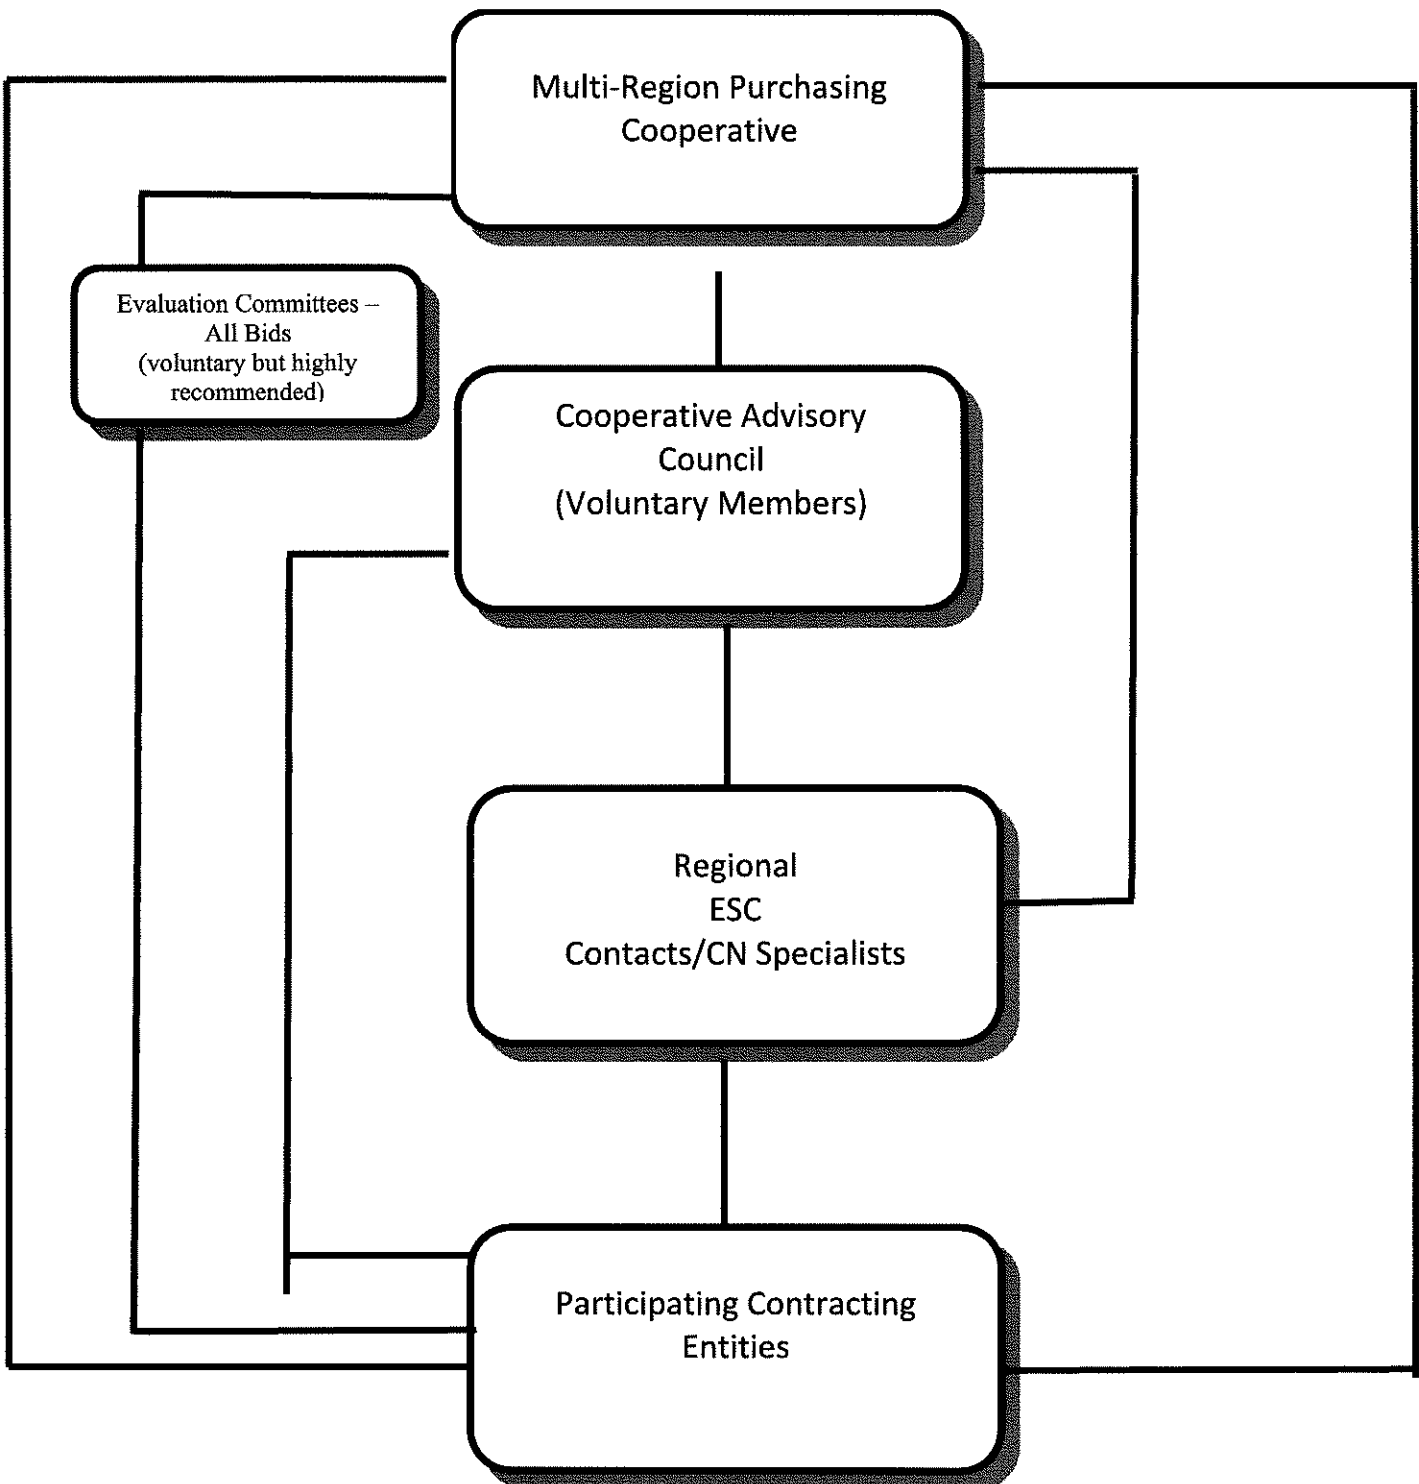 Multi-Region Purchasing
Cooperative
Evaluation Committees –
All Bids
(voluntary but highly
recommended)
Cooperative Advisory
Council
(Voluntary Members)
Regional
ESC
Contacts/CN Specialists
Participating Contracting
Entities